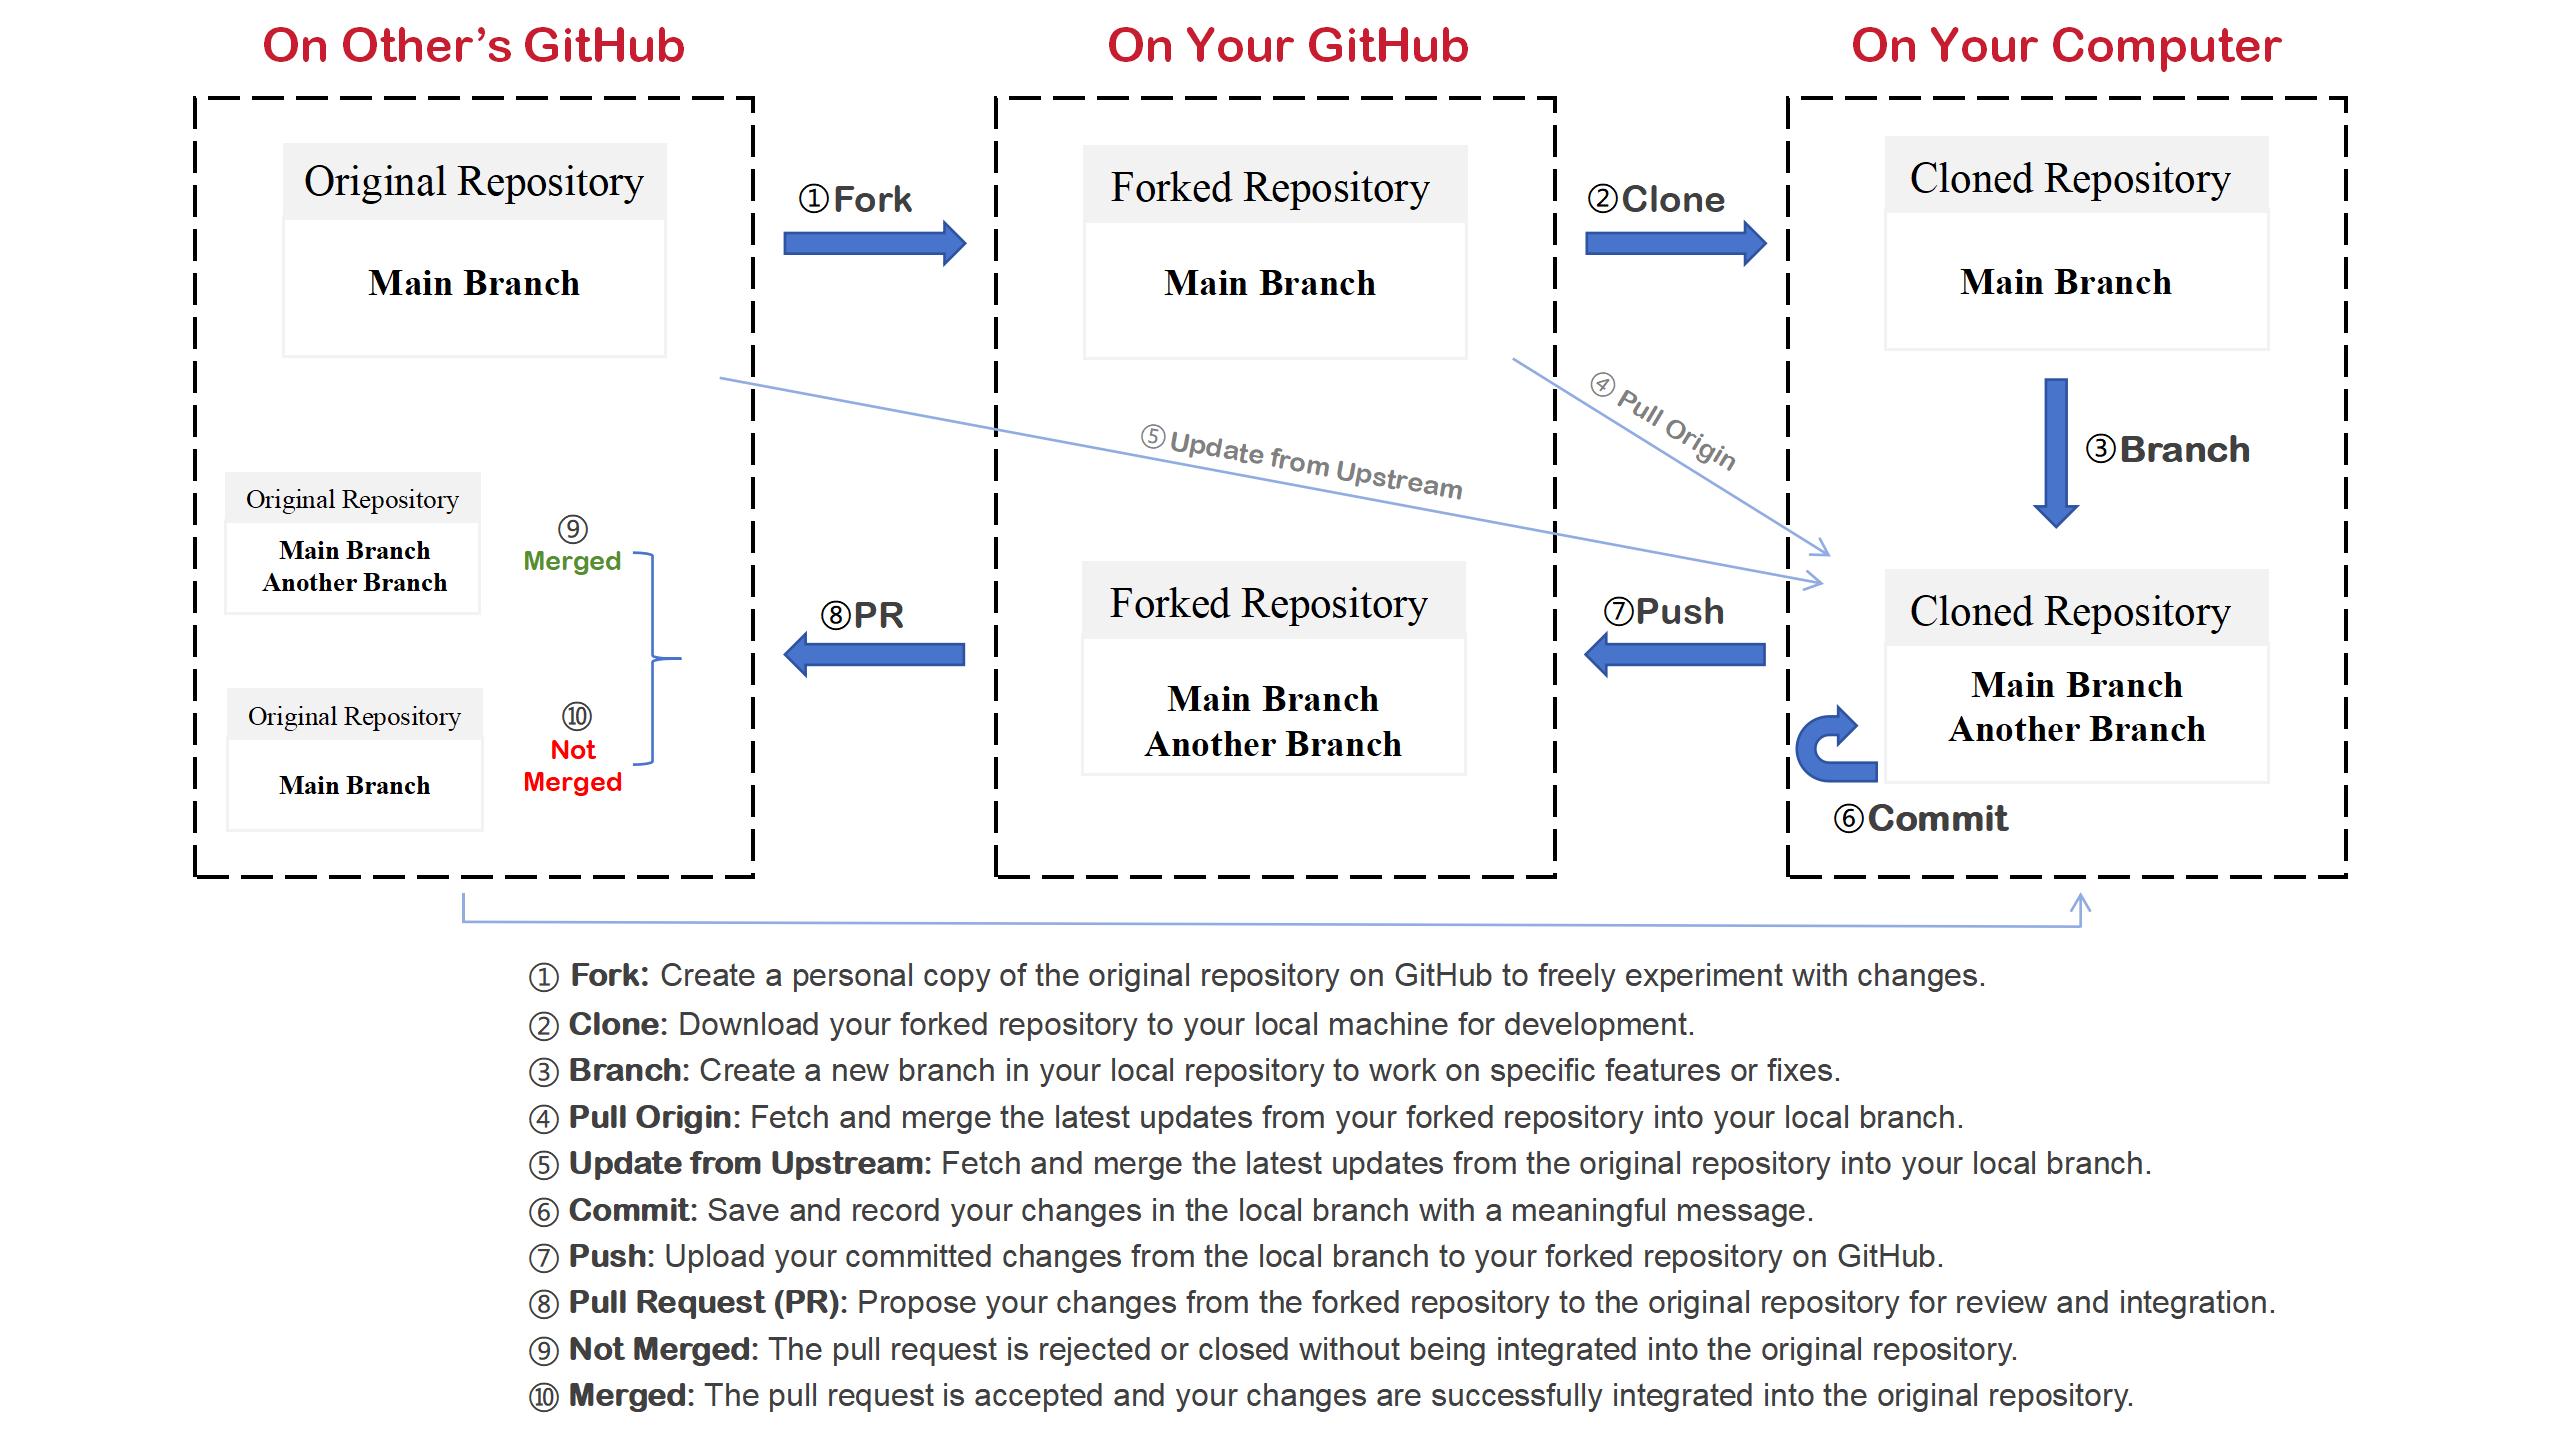 On Other’s GitHub
On Your GitHub
On Your Computer
Original Repository
Main Branch
①Fork
Forked Repository
Main Branch
②Clone
Cloned Repository
Main Branch
③Branch
④ Pull Origin
⑤ Update from Upstream
Original Repository
Main Branch
Another Branch
⑨
Merged
Original Repository
Main Branch
⑩
Not
Merged
⑧PR
Forked Repository
Main Branch
Another Branch
⑦Push
Cloned Repository
Main Branch
Another Branch
⑥Commit
① Fork: Create a personal copy of the original repository on GitHub to freely experiment with changes.
② Clone: Download your forked repository to your local machine for development.
③ Branch: Create a new branch in your local repository to work on specific features or fixes.
④ Pull Origin: Fetch and merge the latest updates from your forked repository into your local branch.
⑤ Update from Upstream: Fetch and merge the latest updates from the original repository into your local branch.
⑥ Commit: Save and record your changes in the local branch with a meaningful message.
⑦ Push: Upload your committed changes from the local branch to your forked repository on GitHub.
⑧ Pull Request (PR): Propose your changes from the forked repository to the original repository for review and integration.
⑨ Not Merged: The pull request is rejected or closed without being integrated into the original repository.
⑩ Merged: The pull request is accepted and your changes are successfully integrated into the original repository.